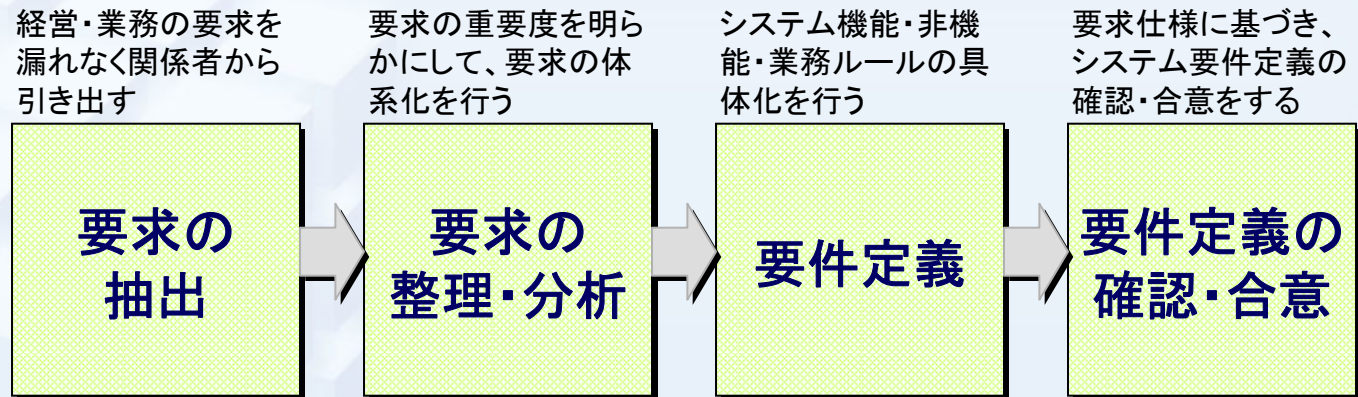 経営・業務の要求を
漏れなく関係者から
引き出す
要求の
抽出
要求の重要度を明ら
かにして、要求の体
系化を行う
要求の
整理・分析
システム機能・非機
能・業務ルールの具
体化を行う
要件定義
要求仕様に基づき、
システム要件定義の
確認・合意をする
要件定義の
確認・合意